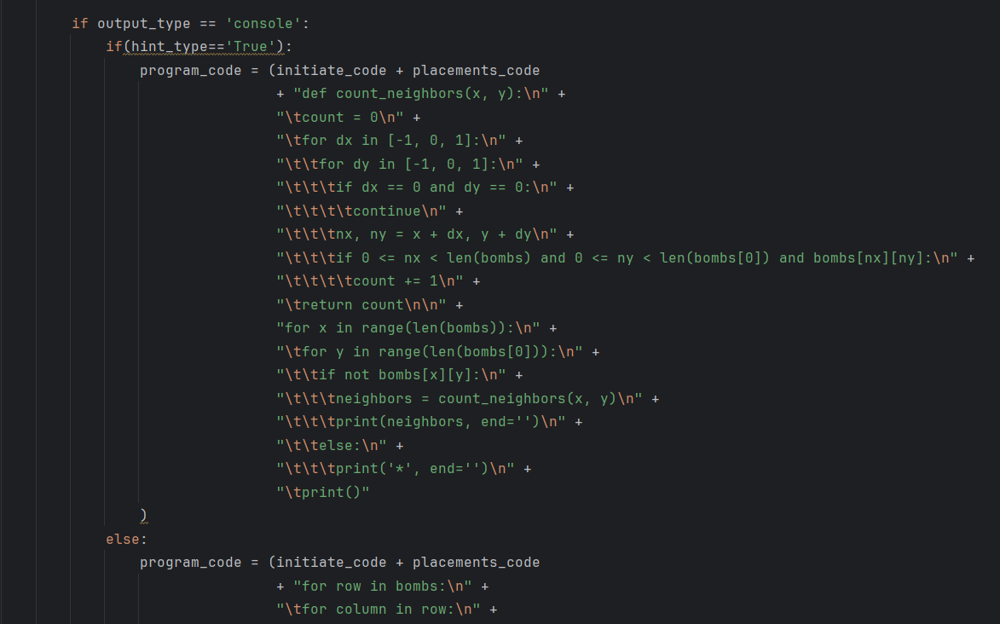 if output_type == 'console':
if(hint_type=='True'):
program_code = (initiate_code + placements_code
+ "def count_neighbors(x, y):\n" +
"\tcount = 0\n" +
"\tfor dx in [-1, 0, 1]:\n" +
"\t\tfor dy in [-1, 0, 1]:\n" +
"\t\t\tif dx == 0 and dy == 0:\n" +
"\t\t\t\tcontinue\n" +
"\t\t\tnx, ny = x + dx, y + dy\n" +
"\t\t\tif 0 <= nx < len(bombs) and 0 <= ny < len(bombs[0]) and bombs[nx][ny]:\n" +
"\t\t\t\tcount += 1\n" +
"\treturn count\n\n" +
"for x in range(len(bombs)):\n" +
"\tfor y in range(len(bombs[0])):\n" +
"\t\tif not bombs[x][y]:\n" +
"\t\t\tneighbors = count_neighbors(x, y)\n" +
"\t\t\tprint(neighbors, end='')\n" +
"\t\telse:\n" +
"\t\t\tprint('*', end='')\n" +
"\tprint()"
)
else:
program_code = (initiate_code + placements_code
+ "for row in bombs:\n" +
"\tfor column in row:\n" +